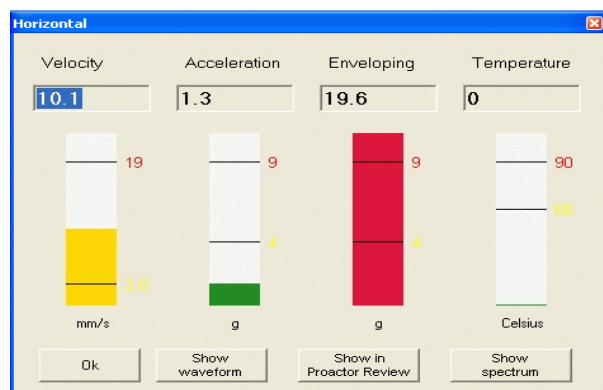 Horizontal
Velocity Acceleration Enveloping Temperature
10.1 1.3 19.6 0
19 9 9 90
4 4
mm/s g g Celsius
Ok Show waveform Show in Proactor Review Show spectrum